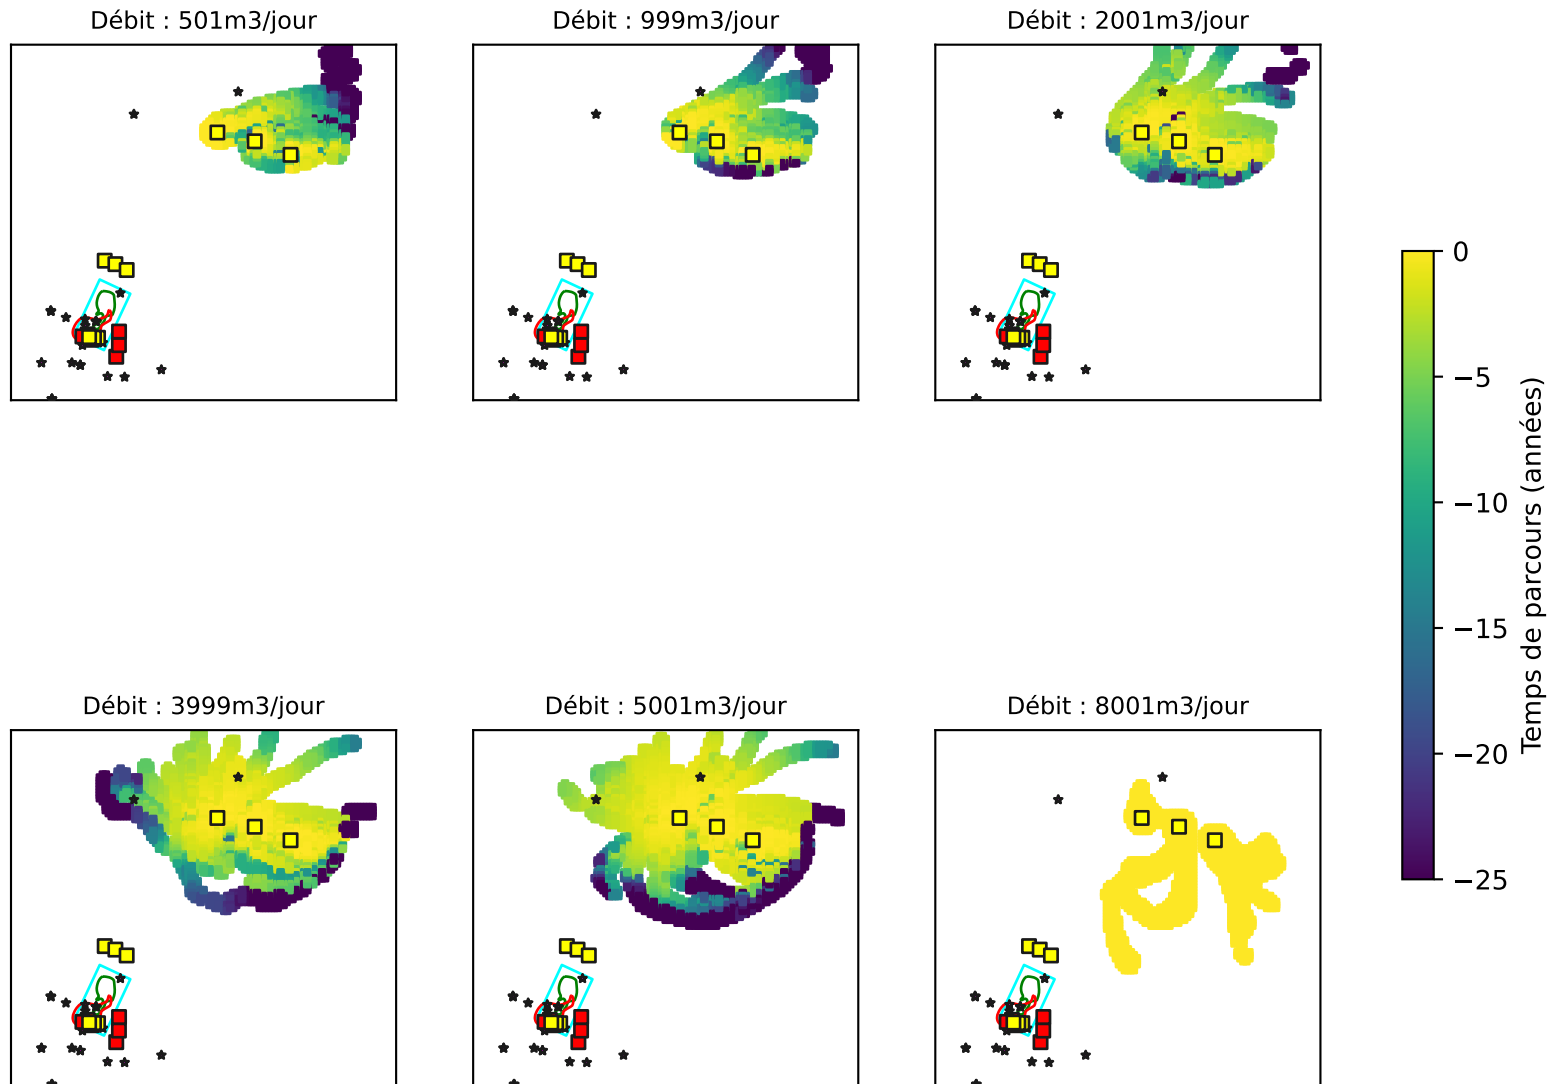 Débit : 501m3/jour
Débit : 999m3/jour
Débit : 2001m3/jour
0
−5
−10
−15
−20
−25
Temps de parcours (années)
Débit : 3999m3/jour
Débit : 5001m3/jour
Débit : 8001m3/jour